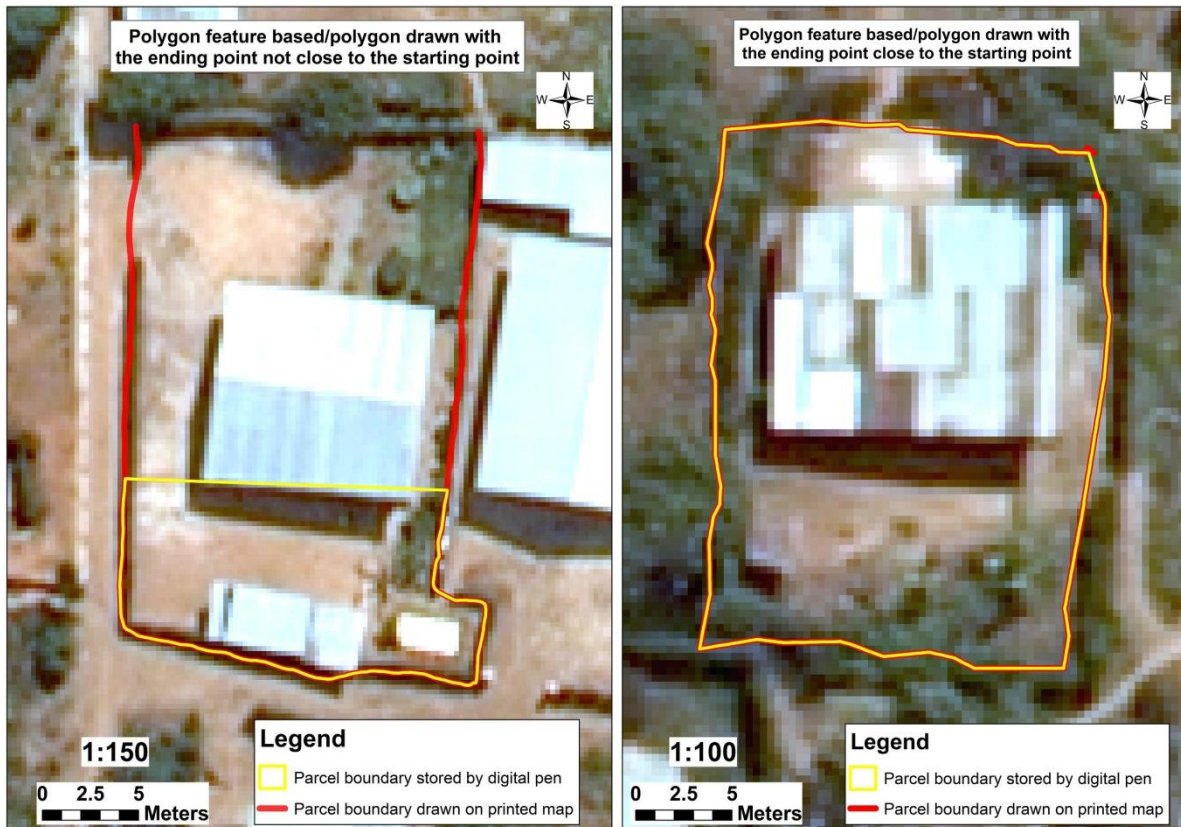 Polygon feature based/polygon drawn with
the ending point not close to the starting point
N
W E
S
1:150
0 2.5 5
Meters
Legend
Parcel boundary stored by digital pen
Parcel boundary drawn on printed map
Polygon feature based/polygon drawn with
the ending point close to the starting point
N
W E
S
1:100
0 2.5 5
Meters
Legend
Parcel boundary stored by digital pen
Parcel boundary drawn on printed map